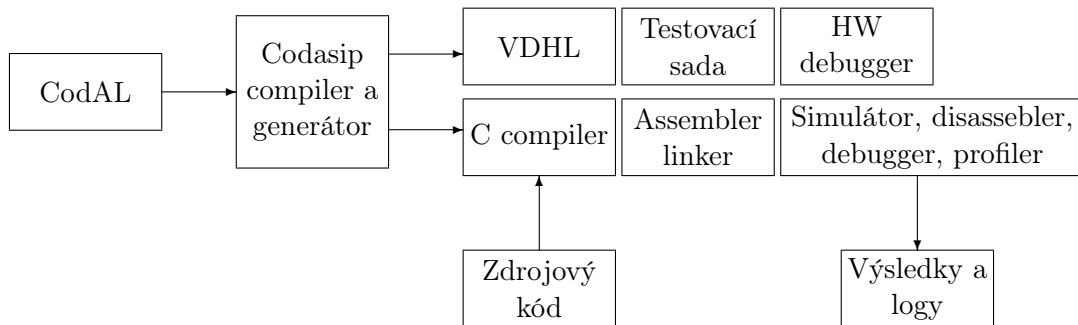 CodAL
Codasip
compiler a
generátor
VDHL
Testovací
sada
HW
debugger
C compiler
Assembler
linker
Simulátor, disassebler,
debugger, profiler
Zdrojový
kód
Výsledky a
logy